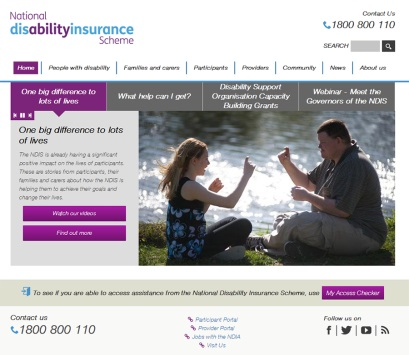 National
disabilityinsurance
Scheme
Contact Us
1800 800 110
SEARCH
Home
People with disability
Families and carers
Participants
Providers
Community
News
About us
One big difference to
lots of lives
What help can I get?
Disability Support
Organisation Capacity
Building Grants
Webinar - Meet the
Governors of the NDIS
One big difference to lots
of lives
The NDIS is already having a significant
positive impact on the lives of participants.
These are stories from participants, their
families and carers about how the NDIS is
helping them to achieve their goals and
change their lives.
Watch our videos
Find out more
To see if you are able to access assistance from the National Disability Insurance Scheme, use
My Access Checker
Contact us
1800 800 110
Participant Portal
Provider Portal
Jobs with the NDIA
Visit Us
Follow us on